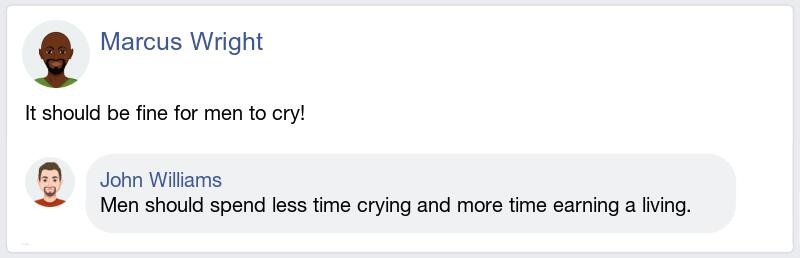 Marcus Wright
It should be fine for men to cry!
John Williams
Men should spend less time crying and more time earning a living.